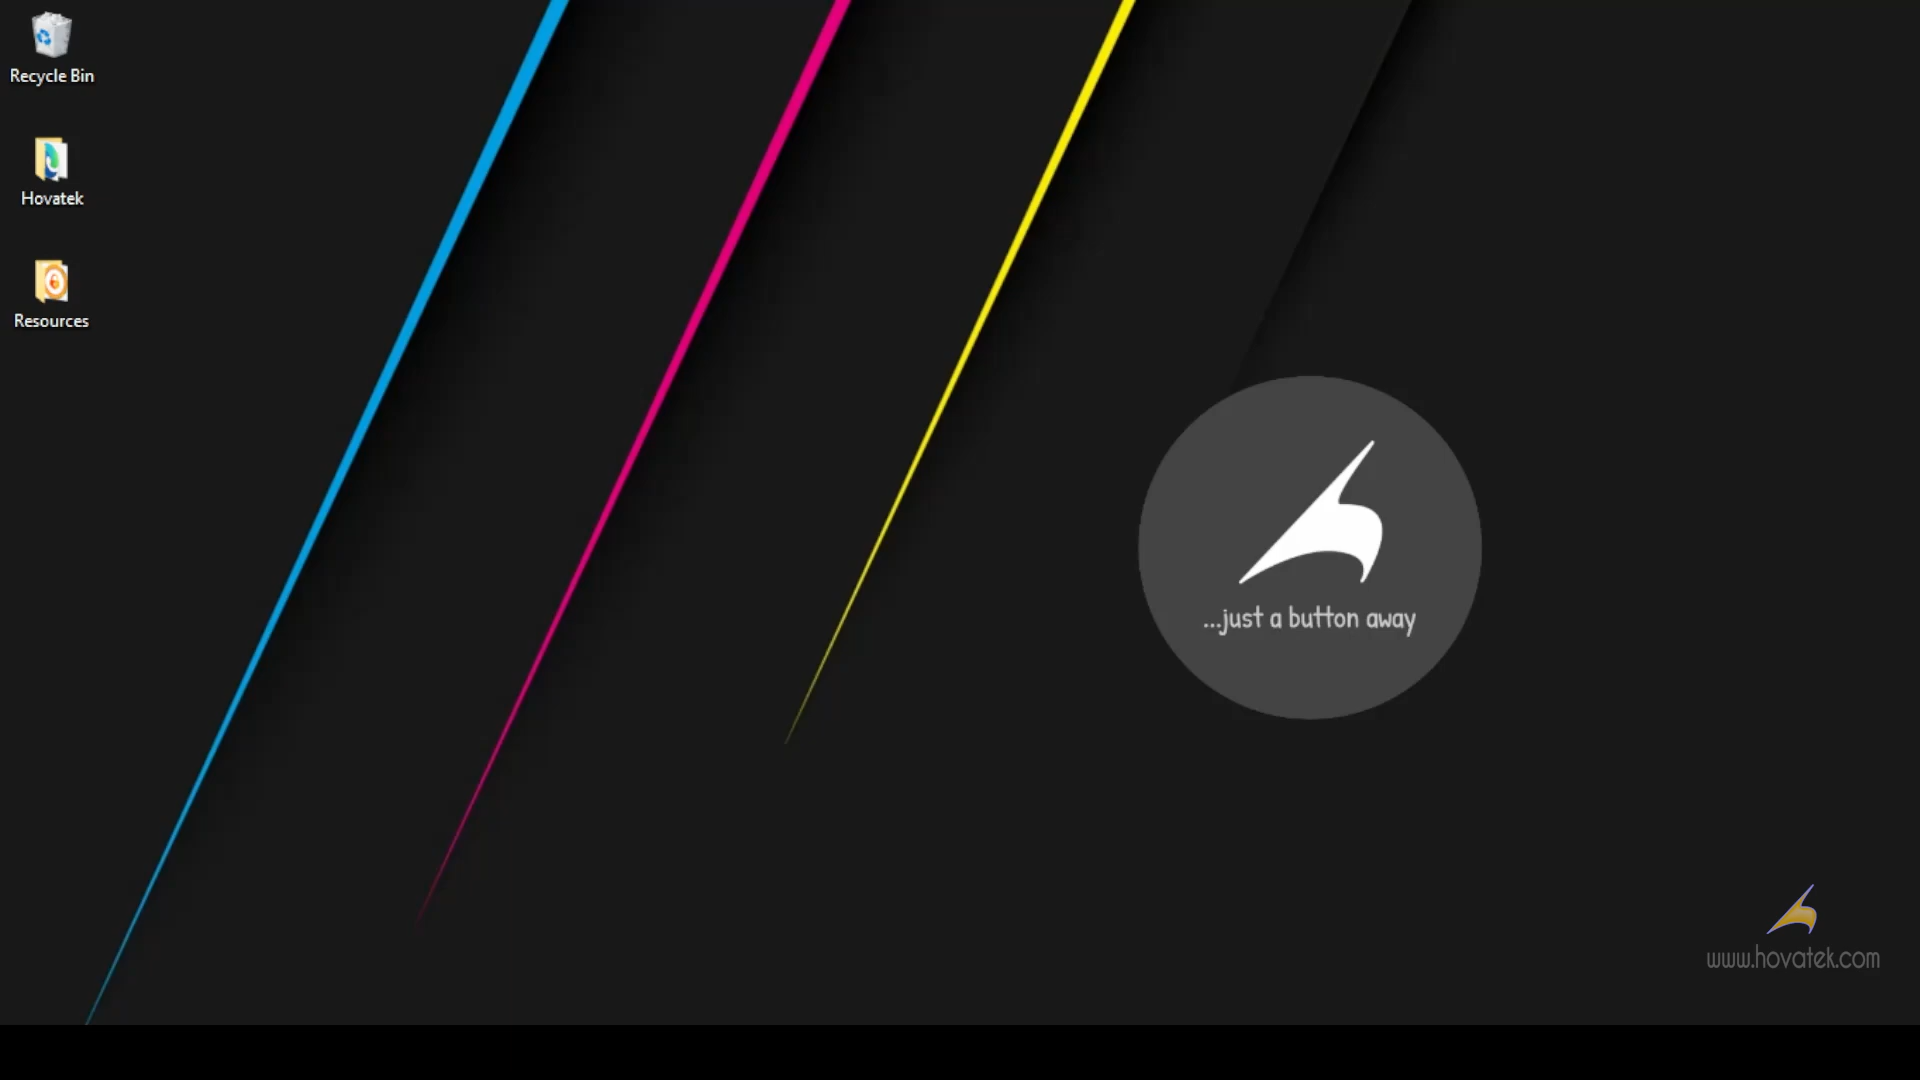 Recycle Bin
Hovatek
Resources
...just a button away
www.hovatek.com